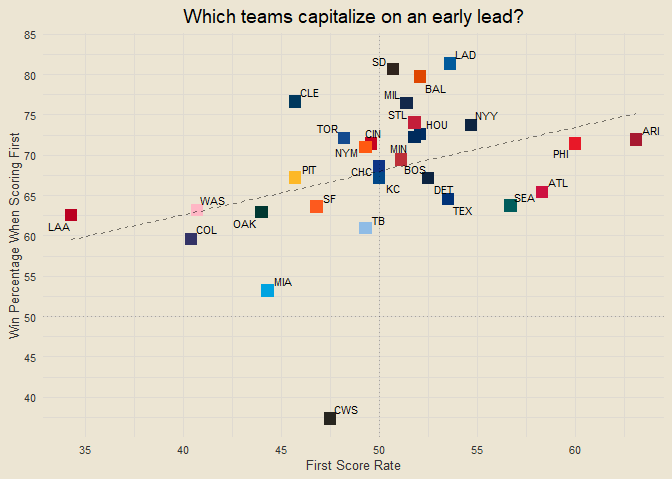 Which teams capitalize on an early lead?
Win Percentage When Scoring First
85
80
75
70
65
60
55
50
45
40
LAD
SD
BAL
CLE
MIL
STL
NYY
HOU
TOR
CIN
ARI
NYM
MIN
PHI
PIT
CHC
BOS
KC
DET
ATL
WAS
SF
SEA
TEX
LAA
OAK
COL
TB
MIA
CWS
35
40
45
50
55
60
First Score Rate